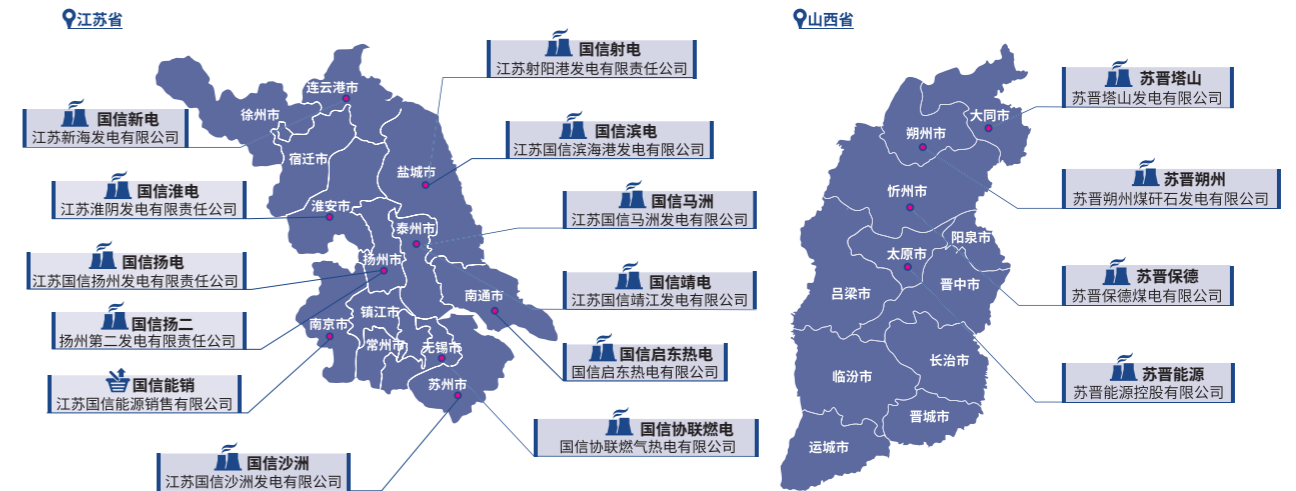 江苏省
山西省
国信射电
江苏射阳港发电有限责任公司
国信新电
江苏新海发电有限公司
国信滨电
江苏国信滨海港发电有限公司
国信淮电
江苏淮阴发电有限责任公司
国信马洲
江苏国信马洲发电有限公司
国信扬电
江苏国信扬州发电有限责任公司
国信靖电
江苏国信靖江发电有限公司
国信扬二
扬州第二发电有限责任公司
国信启东热电
国信启东热电有限公司
国信能销
江苏国信能源销售有限公司
国信协联燃电
国信协联燃气热电有限公司
国信沙洲
江苏国信沙洲发电有限公司
连云港市
徐州市
宿迁市
盐城市
淮安市
泰州市
扬州市
南通市
镇江市
南京市
常州市
无锡市
苏州市
苏晋塔山
苏晋塔山发电有限公司
苏晋朔州
苏晋朔州煤矸石发电有限公司
苏晋保德
苏晋保德煤电有限公司
苏晋能源
苏晋能源控股有限公司
大同市
朔州市
忻州市
阳泉市
太原市
晋中市
吕梁市
长治市
临汾市
晋城市
运城市